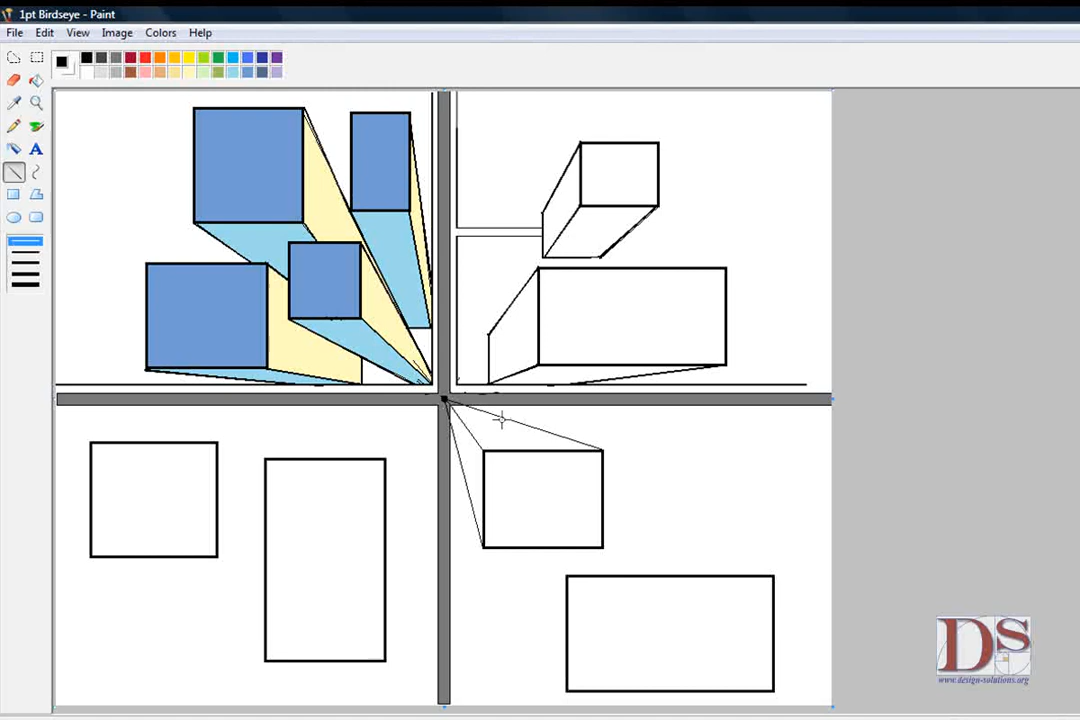 1pt Birdseye - Paint
File Edit View Image Colors Help
A
DS
www.design-solutions.org